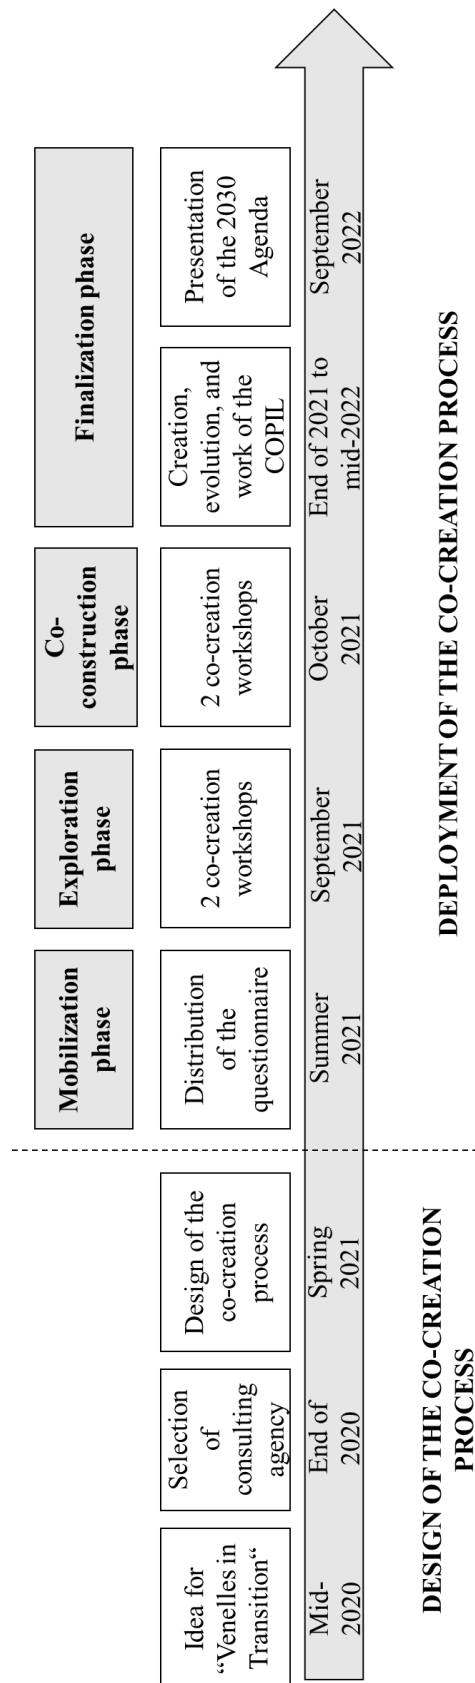 Mobilization
phase
Exploration
phase
Co-
construction
phase
Finalization phase
Idea for
“Venelles in
Transition“
Selection
of
consulting
agency
Design of the
co-creation
process
Distribution
of the
questionnaire
2 co-creation
workshops
2 co-creation
workshops
Creation,
evolution, and
work of the
COPIL
Presentation
of the 2030
Agenda
Mid-
2020
End of
2020
Spring
2021
Summer
2021
September
2021
October
2021
End of 2021 to
mid-2022
September
2022
DESIGN OF THE CO-CREATION
PROCESS
DEPLOYMENT OF THE CO-CREATION PROCESS